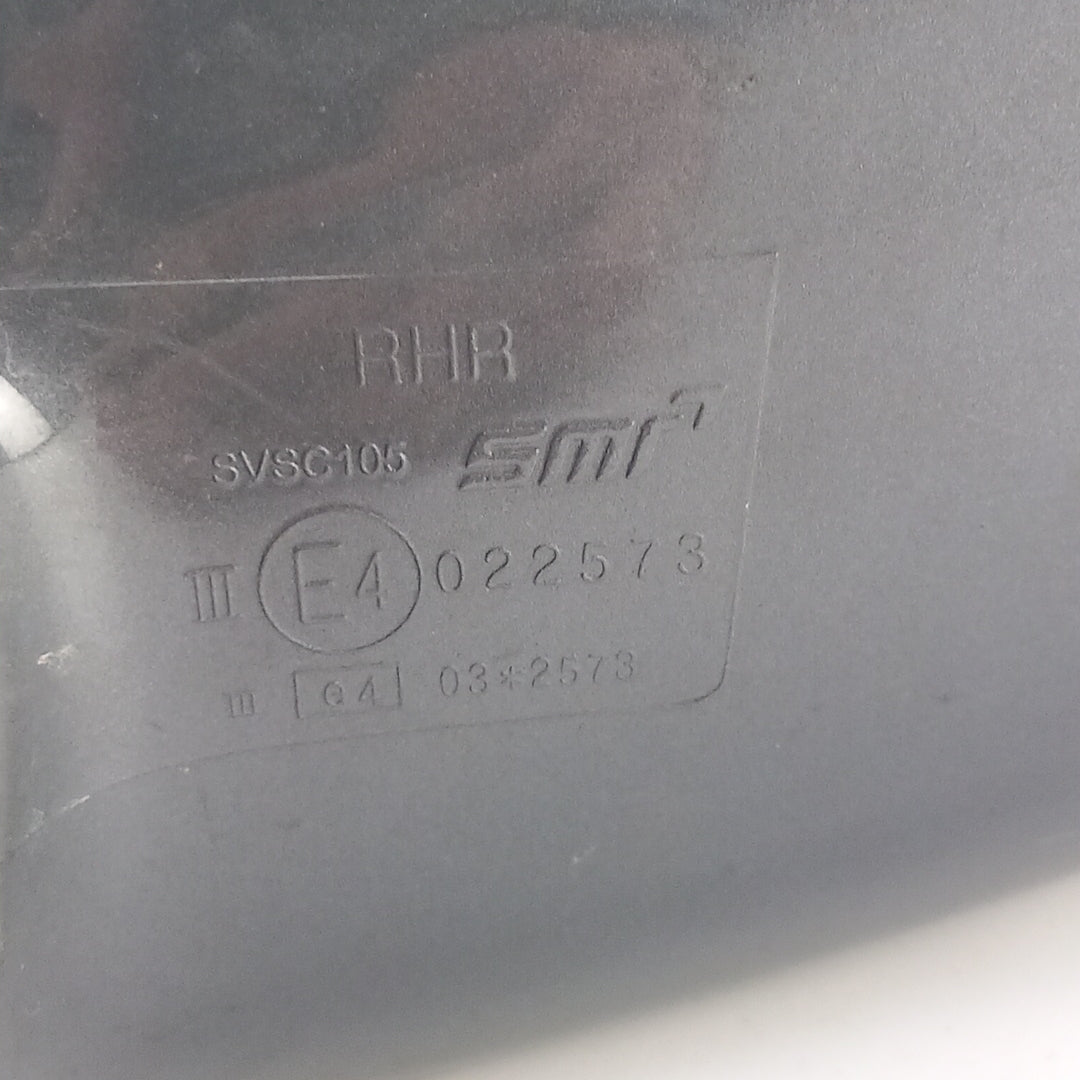 RHR
SVSC105 smr
III E4 022573
III e4 03*2573